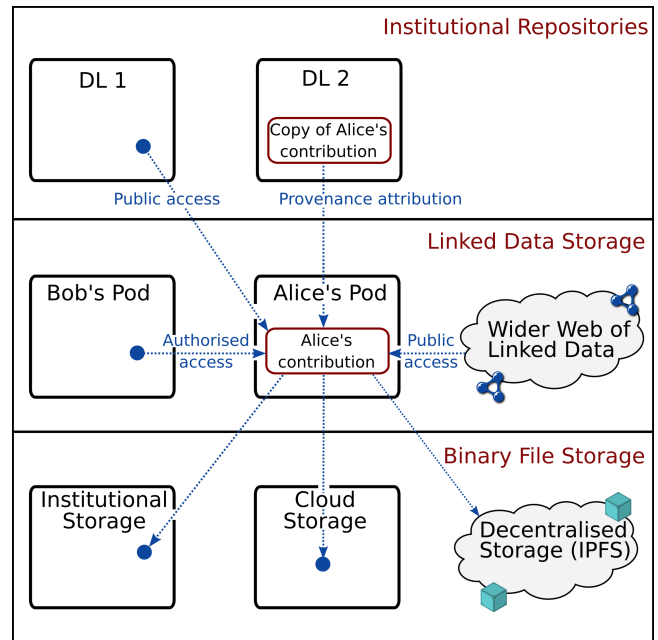 Institutional Repositories
DL 1
DL 2
Copy of Alice's
contribution
Public access
Provenance attribution
Linked Data Storage
Bob's Pod
Alice's Pod
Wider Web of
Linked Data
Authorised
access
Alice's
contribution
Public
access
Binary File Storage
Institutional
Storage
Cloud
Storage
Decentralised
Storage (IPFS)